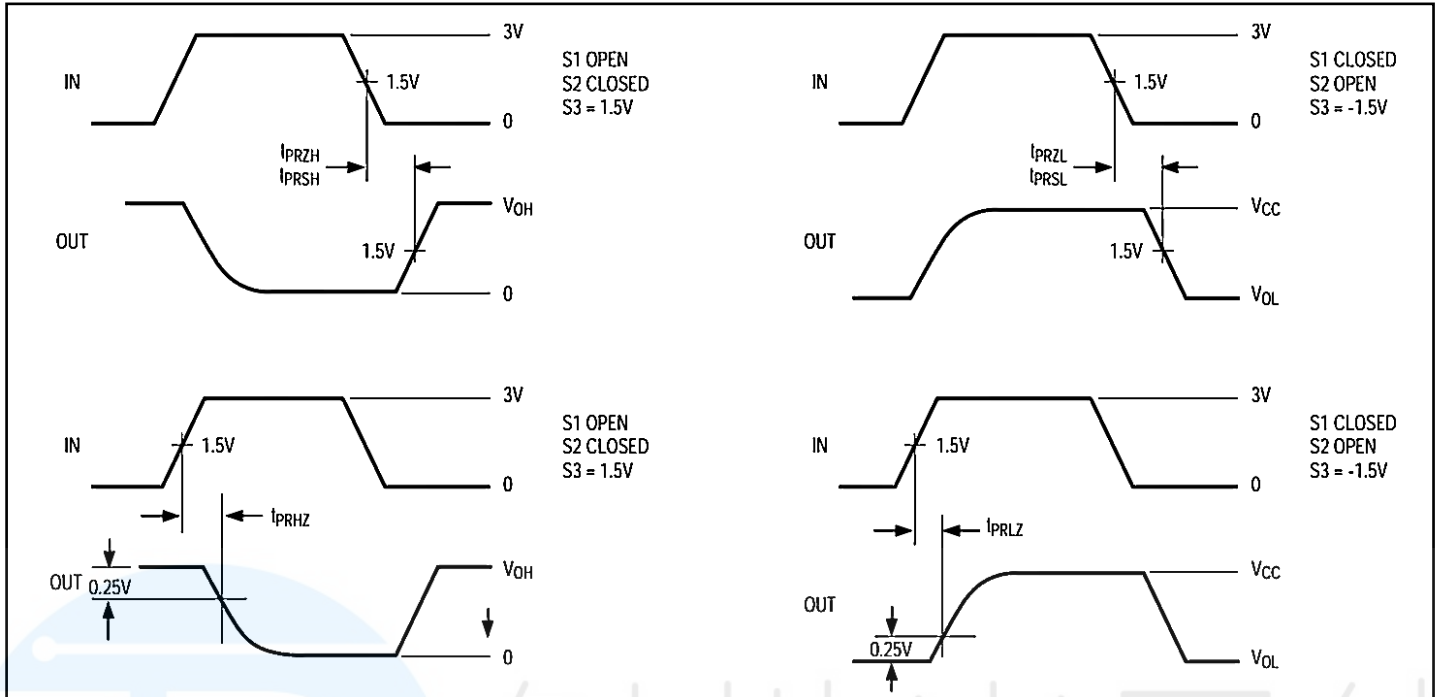 3V
IN
1.5V
0
S1 OPEN
S2 CLOSED
S3 = 1.5V
tPRZH
tPRSH
OUT
VOH
1.5V
0
3V
IN
1.5V
0
S1 CLOSED
S2 OPEN
S3 = -1.5V
tPRZL
tPRSL
OUT
VCC
1.5V
VOL
3V
IN
1.5V
0
S1 OPEN
S2 CLOSED
S3 = 1.5V
tPRHZ
OUT
0.25V
VOH
0
3V
IN
1.5V
0
S1 CLOSED
S2 OPEN
S3 = -1.5V
tPRLZ
OUT
0.25V
VCC
VOL